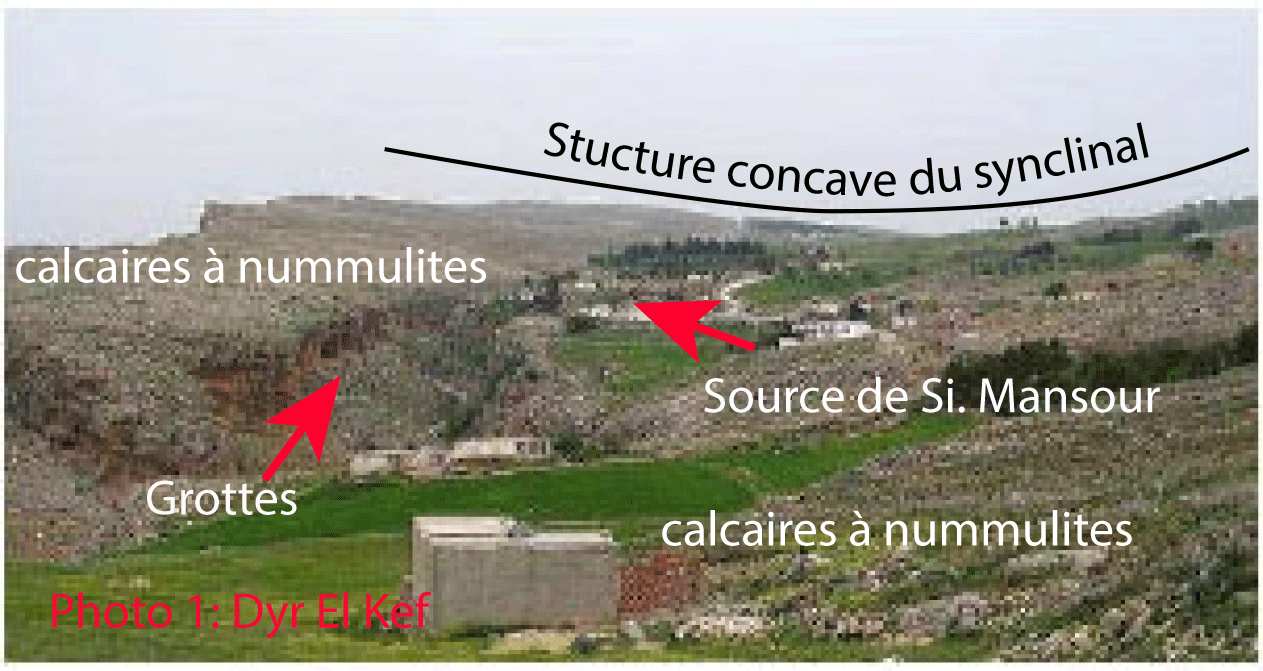 Stucture concave du synclinal
calcaires à nummulites
Source de Si. Mansour
Grottes
calcaires à nummulites
Photo 1: Dyr El Kef